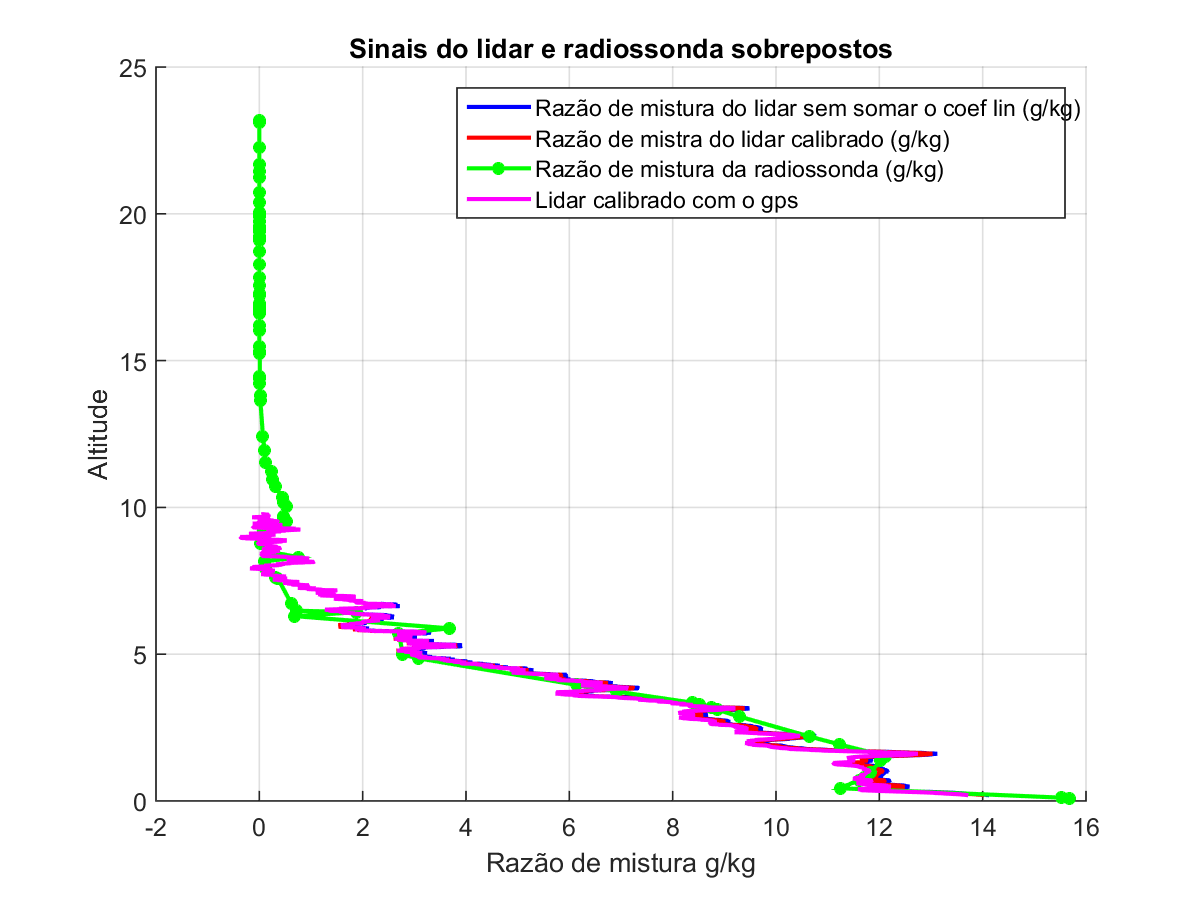 Sinais do lidar e radiossonda sobrepostos
25
Razão de mistura do lidar sem somar o coef lin (g/kg)
Razão de mistra do lidar calibrado (g/kg)
Razão de mistura da radiossonda (g/kg)
Lidar calibrado com o gps
20
15
Altitude
10
5
0
-2 0 2 4 6 8 10 12 14 16
Razão de mistura g/kg